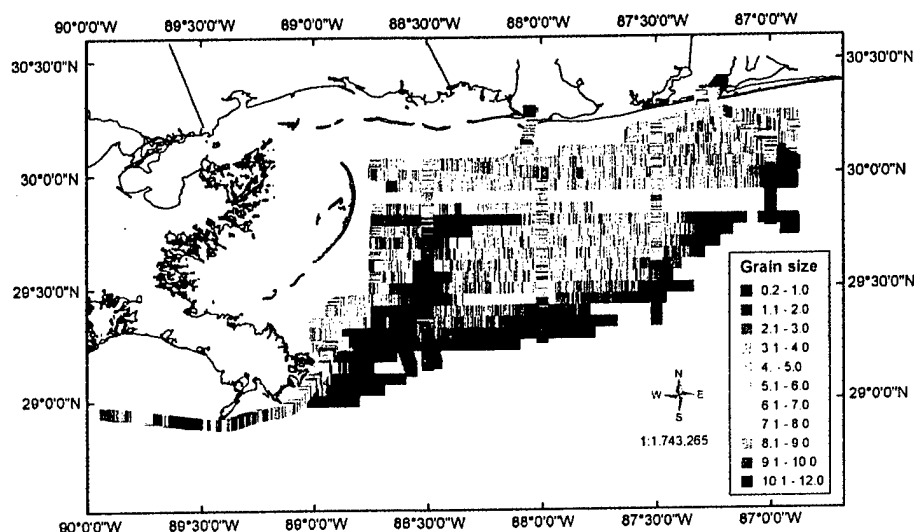 90°0'0"W 89°30'0"W 89°0'0"W 88°30'0"W 88°0'0"W 87°30'0"W 87°0'0"W
30°30'0"N 30°30'0"N
30°0'0"N 30°0'0"N
29°30'0"N 29°30'0"N
29°0'0"N 29°0'0"N
Grain size
0.2 - 1.0
1.1 - 2.0
2.1 - 3.0
3 1 - 4.0
4. - 5.0
5.1 - 6.0
6 1 - 7.0
7 1 - 8.0
8.1 - 9.0
9 1 - 10 0
10.1 - 12.0
N
W E
S
1:1.743.265
90°0'0"W 89°30'0"W 89°0'0"W 88°30'0"W 88°0'0"W 87°30'0"W 87°0'0"W